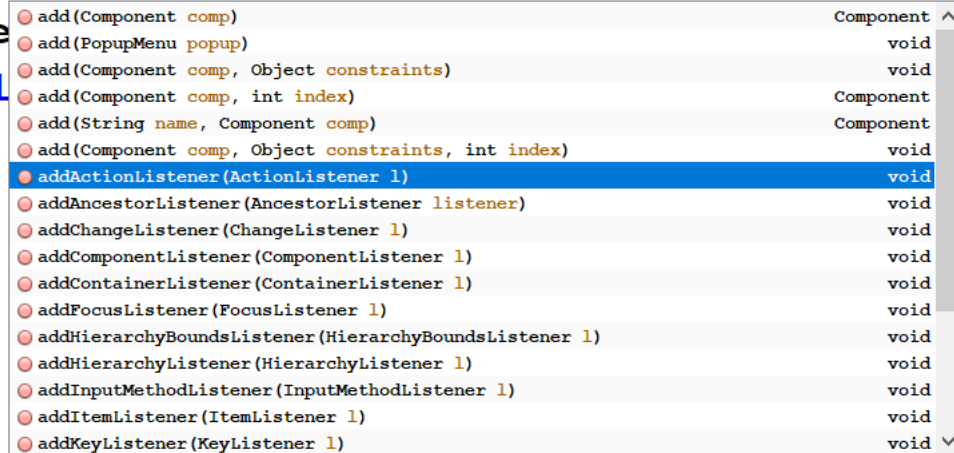 add(Component comp) Component
add(PopupMenu popup) void
add(Component comp, Object constraints) void
add(Component comp, int index) Component
add(String name, Component comp) Component
add(Component comp, Object constraints, int index) void
addActionListener(ActionListener l) void
addAncestorListener(AncestorListener listener) void
addChangeListener(ChangeListener l) void
addComponentListener(ComponentListener l) void
addContainerListener(ContainerListener l) void
addFocusListener(FocusListener l) void
addHierarchyBoundsListener(HierarchyBoundsListener l) void
addHierarchyListener(HierarchyListener l) void
addInputMethodListener(InputMethodListener l) void
addItemListener(ItemListener l) void
addKeyListener(KeyListener l) void